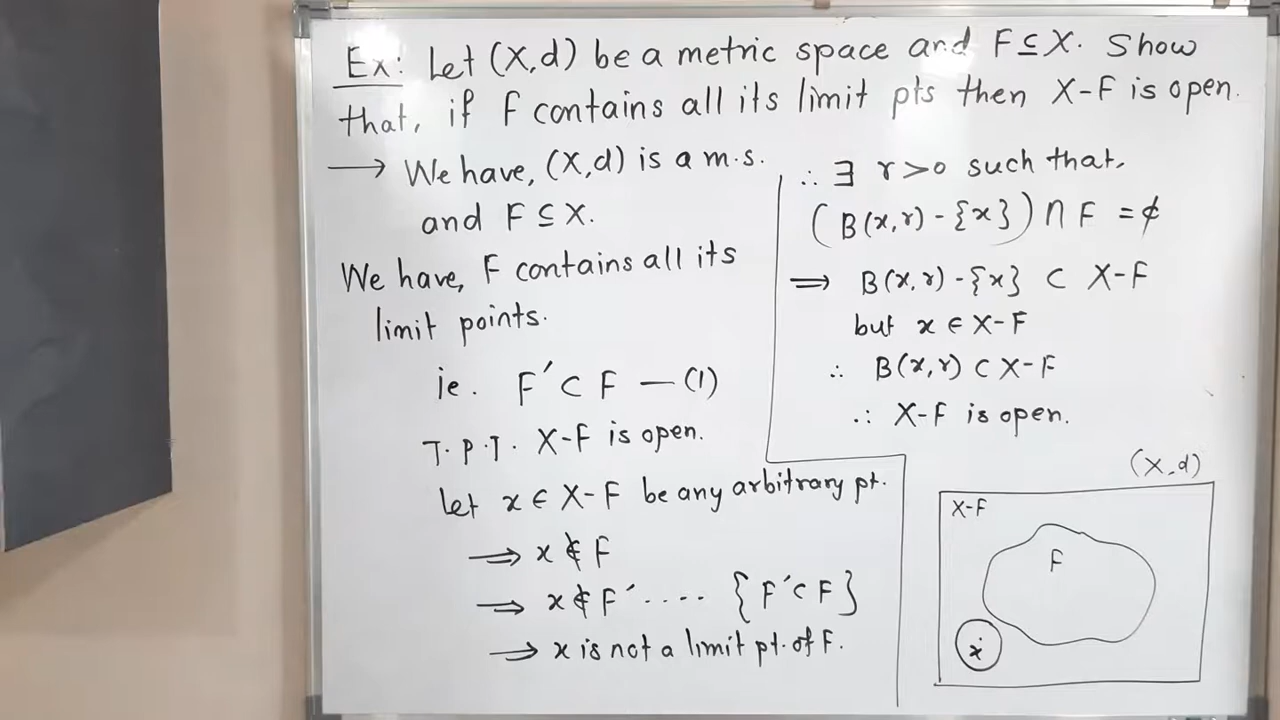 Ex: Let (X,d) be a metric space and F⊆X. Show
that, if F contains all its limit pts then X-F is open.
→ We have, (X,d) is a m.s.
and F⊆X.
We have, F contains all its
limit points.
ie. F′⊂F —(1)
T.P.T. X-F is open.
let x∈X-F be any arbitrary pt.
⟹ x∉F
⟹ x∉F′.... {F′⊂F}
⟹ x is not a limit pt. of F.
∴ ∃ r>0 such that,
(B(x,r)-{x})∩F=ϕ
⟹ B(x,r)-{x} ⊂ X-F
but x∈X-F
∴ B(x,r)⊂X-F
∴ X-F is open.
(X,d)
X-F
F
x